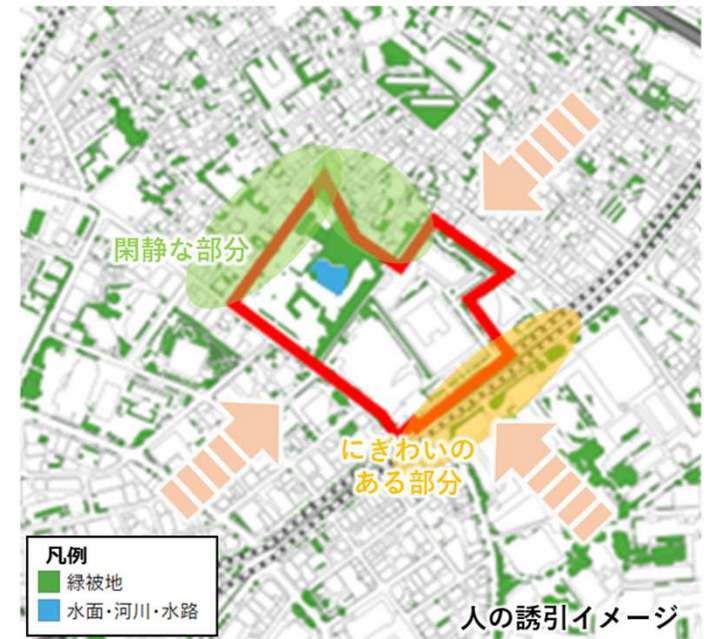 閑静な部分
にぎわいの
ある部分
凡例
緑被地
水面・河川・水路
人の誘引イメージ